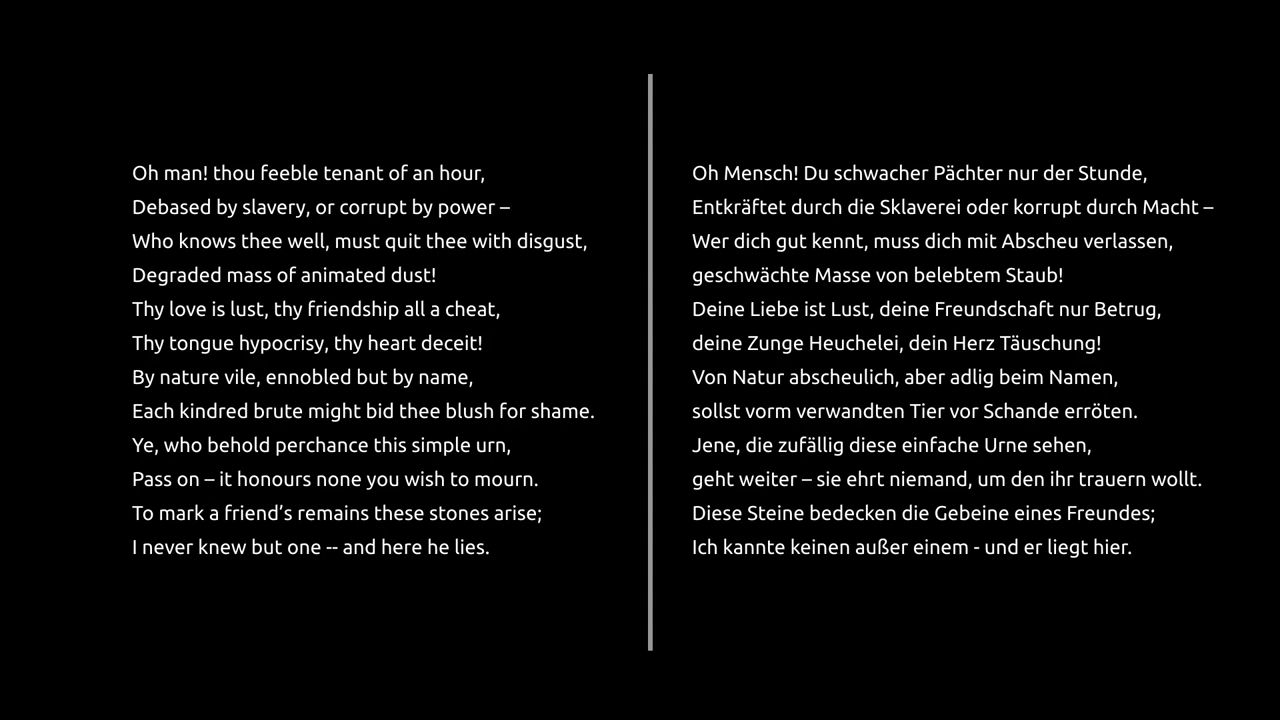 Oh man! thou feeble tenant of an hour,
Debased by slavery, or corrupt by power –
Who knows thee well, must quit thee with disgust,
Degraded mass of animated dust!
Thy love is lust, thy friendship all a cheat,
Thy tongue hypocrisy, thy heart deceit!
By nature vile, ennobled but by name,
Each kindred brute might bid thee blush for shame.
Ye, who behold perchance this simple urn,
Pass on – it honours none you wish to mourn.
To mark a friend’s remains these stones arise;
I never knew but one -- and here he lies.
Oh Mensch! Du schwacher Pächter nur der Stunde,
Entkräftet durch die Sklaverei oder korrupt durch Macht –
Wer dich gut kennt, muss dich mit Abscheu verlassen,
geschwächte Masse von belebtem Staub!
Deine Liebe ist Lust, deine Freundschaft nur Betrug,
deine Zunge Heuchelei, dein Herz Täuschung!
Von Natur abscheulich, aber adlig beim Namen,
sollst vorm verwandten Tier vor Schande erröten.
Jene, die zufällig diese einfache Urne sehen,
geht weiter – sie ehrt niemand, um den ihr trauern wollt.
Diese Steine bedecken die Gebeine eines Freundes;
Ich kannte keinen außer einem - und er liegt hier.